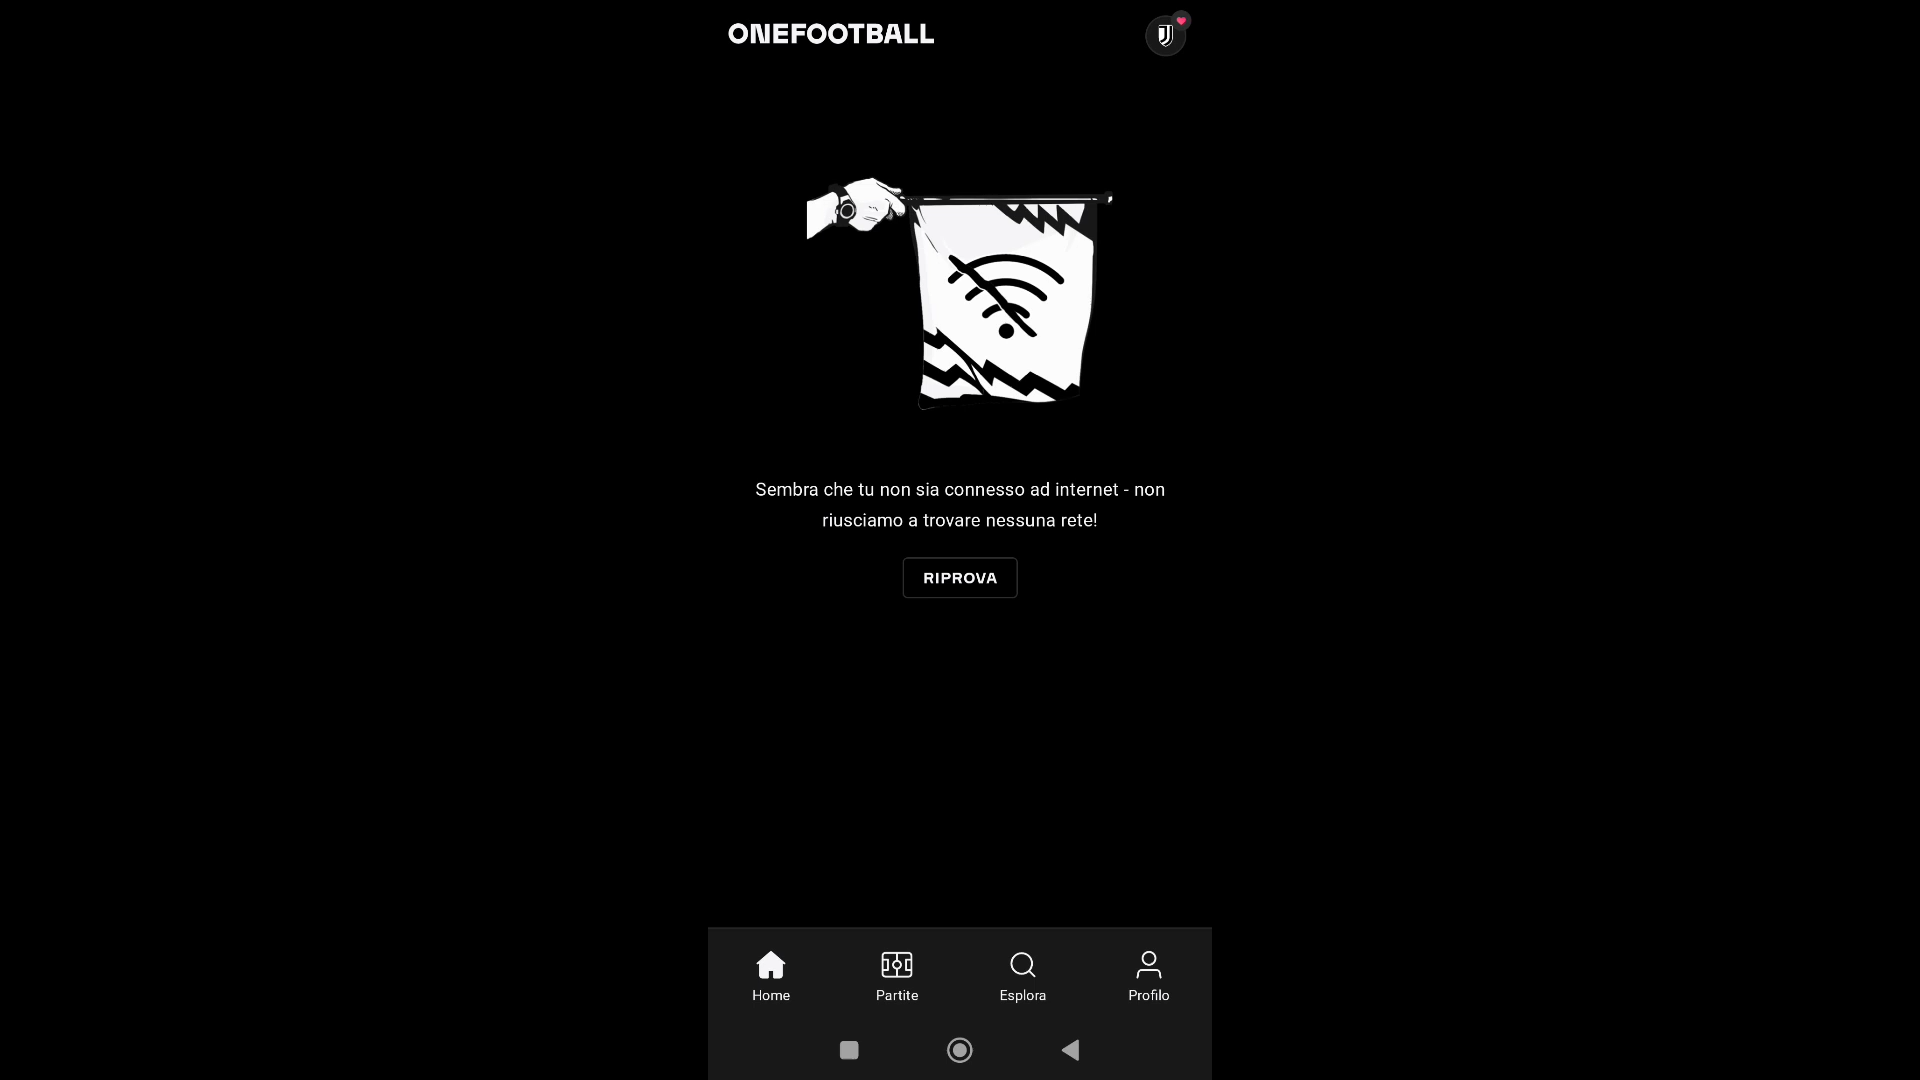 ONEFOOTBALL
Sembra che tu non sia connesso ad internet - non
riusciamo a trovare nessuna rete!
RIPROVA
Home
Partite
Esplora
Profilo